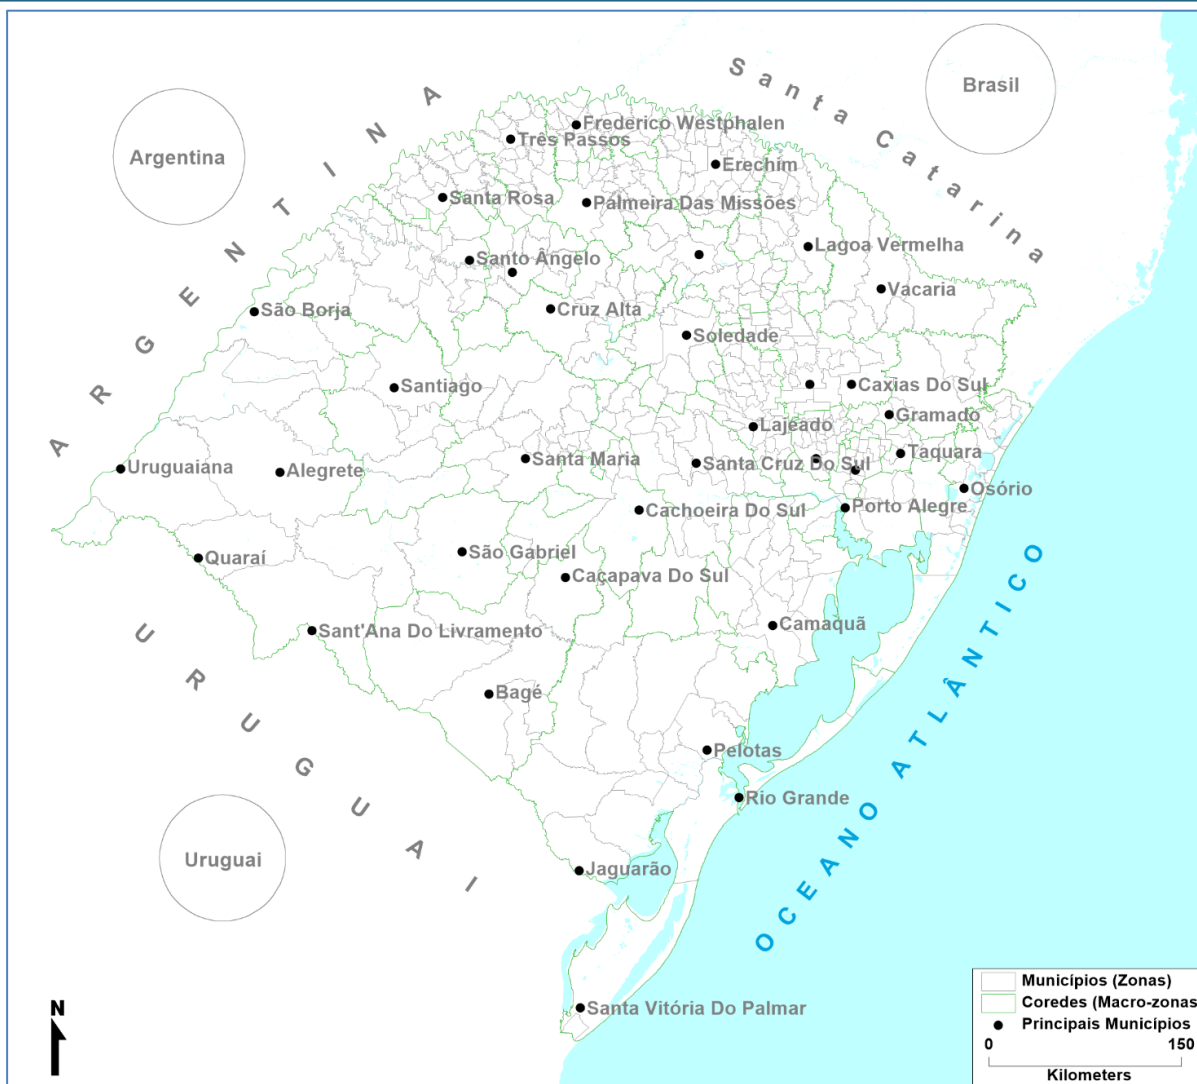 Santa Catarina
Brasil
Argentina
ARGENTINA
Frederico Westphalen
Três Passos
Erechim
Santa Rosa
Palmeira Das Missões
Lagoa Vermelha
Santo Ângelo
Vacaria
São Borja
Cruz Alta
Soledade
Santiago
Caxias Do Sul
Gramado
Lajeado
Taquara
Santa Maria
Santa Cruz Do Sul
Uruguaiana
Alegrete
Osório
Porto Alegre
Cachoeira Do Sul
Quaraí
São Gabriel
Caçapava Do Sul
Camaquã
Sant'Ana Do Livramento
URUGUAI
Bagé
OCEANO ATLÂNTICO
Pelotas
Rio Grande
Uruguai
Jaguarão
Santa Vitória Do Palmar
N
Municípios (Zonas)
Coredes (Macro-zonas
Principais Municípios
0 150
Kilometers